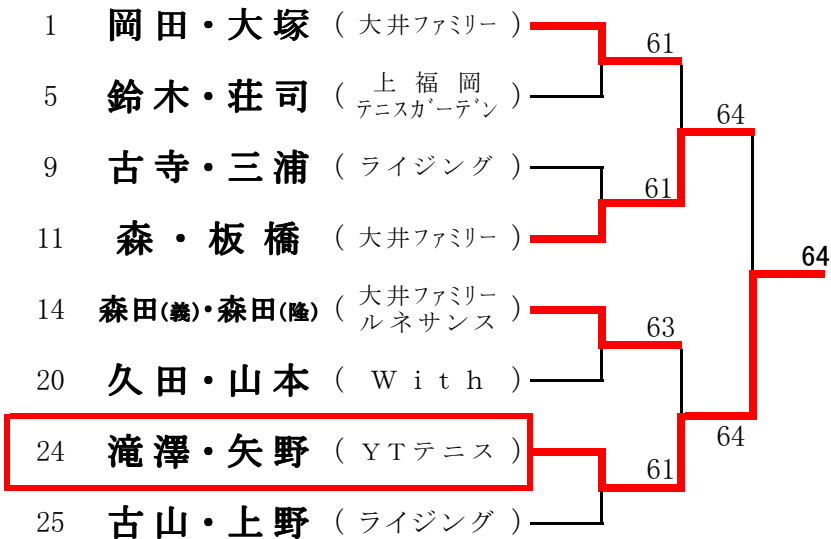 1 岡田・大塚 (大井ファミリー) 61
5 鈴木・荘司 (上福岡テニスガーデン) 64
9 古寺・三浦 (ライジング) 61
11 森・板橋 (大井ファミリー) 64
14 森田(義)・森田(隆) (大井ファミリー ルネサンス) 63
20 久田・山本 (With) 64
24 滝澤・矢野 (YTテニス) 61
25 古山・上野 (ライジング)